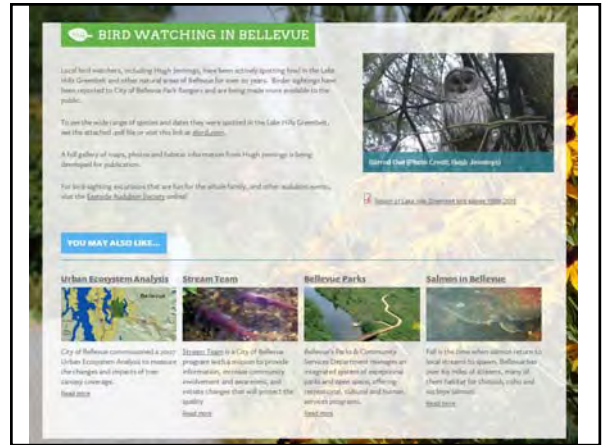 BIRD WATCHING IN BELLEVUE
Local bird watchers, including Hugh Jennings, have been actively spotting fowl in the Lake
Hills Greenbelt and other natural areas of Bellevue for over 20 years. Birder sightings have
been reported to City of Bellevue Park Rangers and are being made more available to the
public.
To see the wide range of species and dates they were spotted in the Lake Hills Greenbelt,
see the attached .pdf file or visit this link at ebird.com.
A full gallery of maps, photos and habitat information from Hugh Jennings is being
developed for publication.
For bird sighting excursions that are fun for the whole family, and other audubon events,
visit the Eastside Audubon Society online!
Barred Owl (Photo Credit: Hugh Jennings)
of Lake Hills Greenbelt bird
YOU MAY ALSO LIKE...
Urban Ecosystem Analysis
Bellevue
City of Bellevue commissioned a 2007
Urban Ecosystem Analysis to measure
the changes and impacts of tree
canopy coverage.
Read more
Stream Team
Stream Team is a City of Bellevue
program with a mission to provide
information, increase community
involvement and awareness, and
initiate changes that will protect the
quality
Read more
Bellevue Parks
Bellevue's Parks & Community
Services Department manages an
integrated system of exceptional
parks and open space, offering
recreational, cultural and human
services programs.
Read more
Salmon in Bellevue
Fall is the time when salmon return to
local streams to spawn. Bellevue has
over 80 miles of streams, many of
them habitat for chinook, coho and
sockeye salmon.
Read more